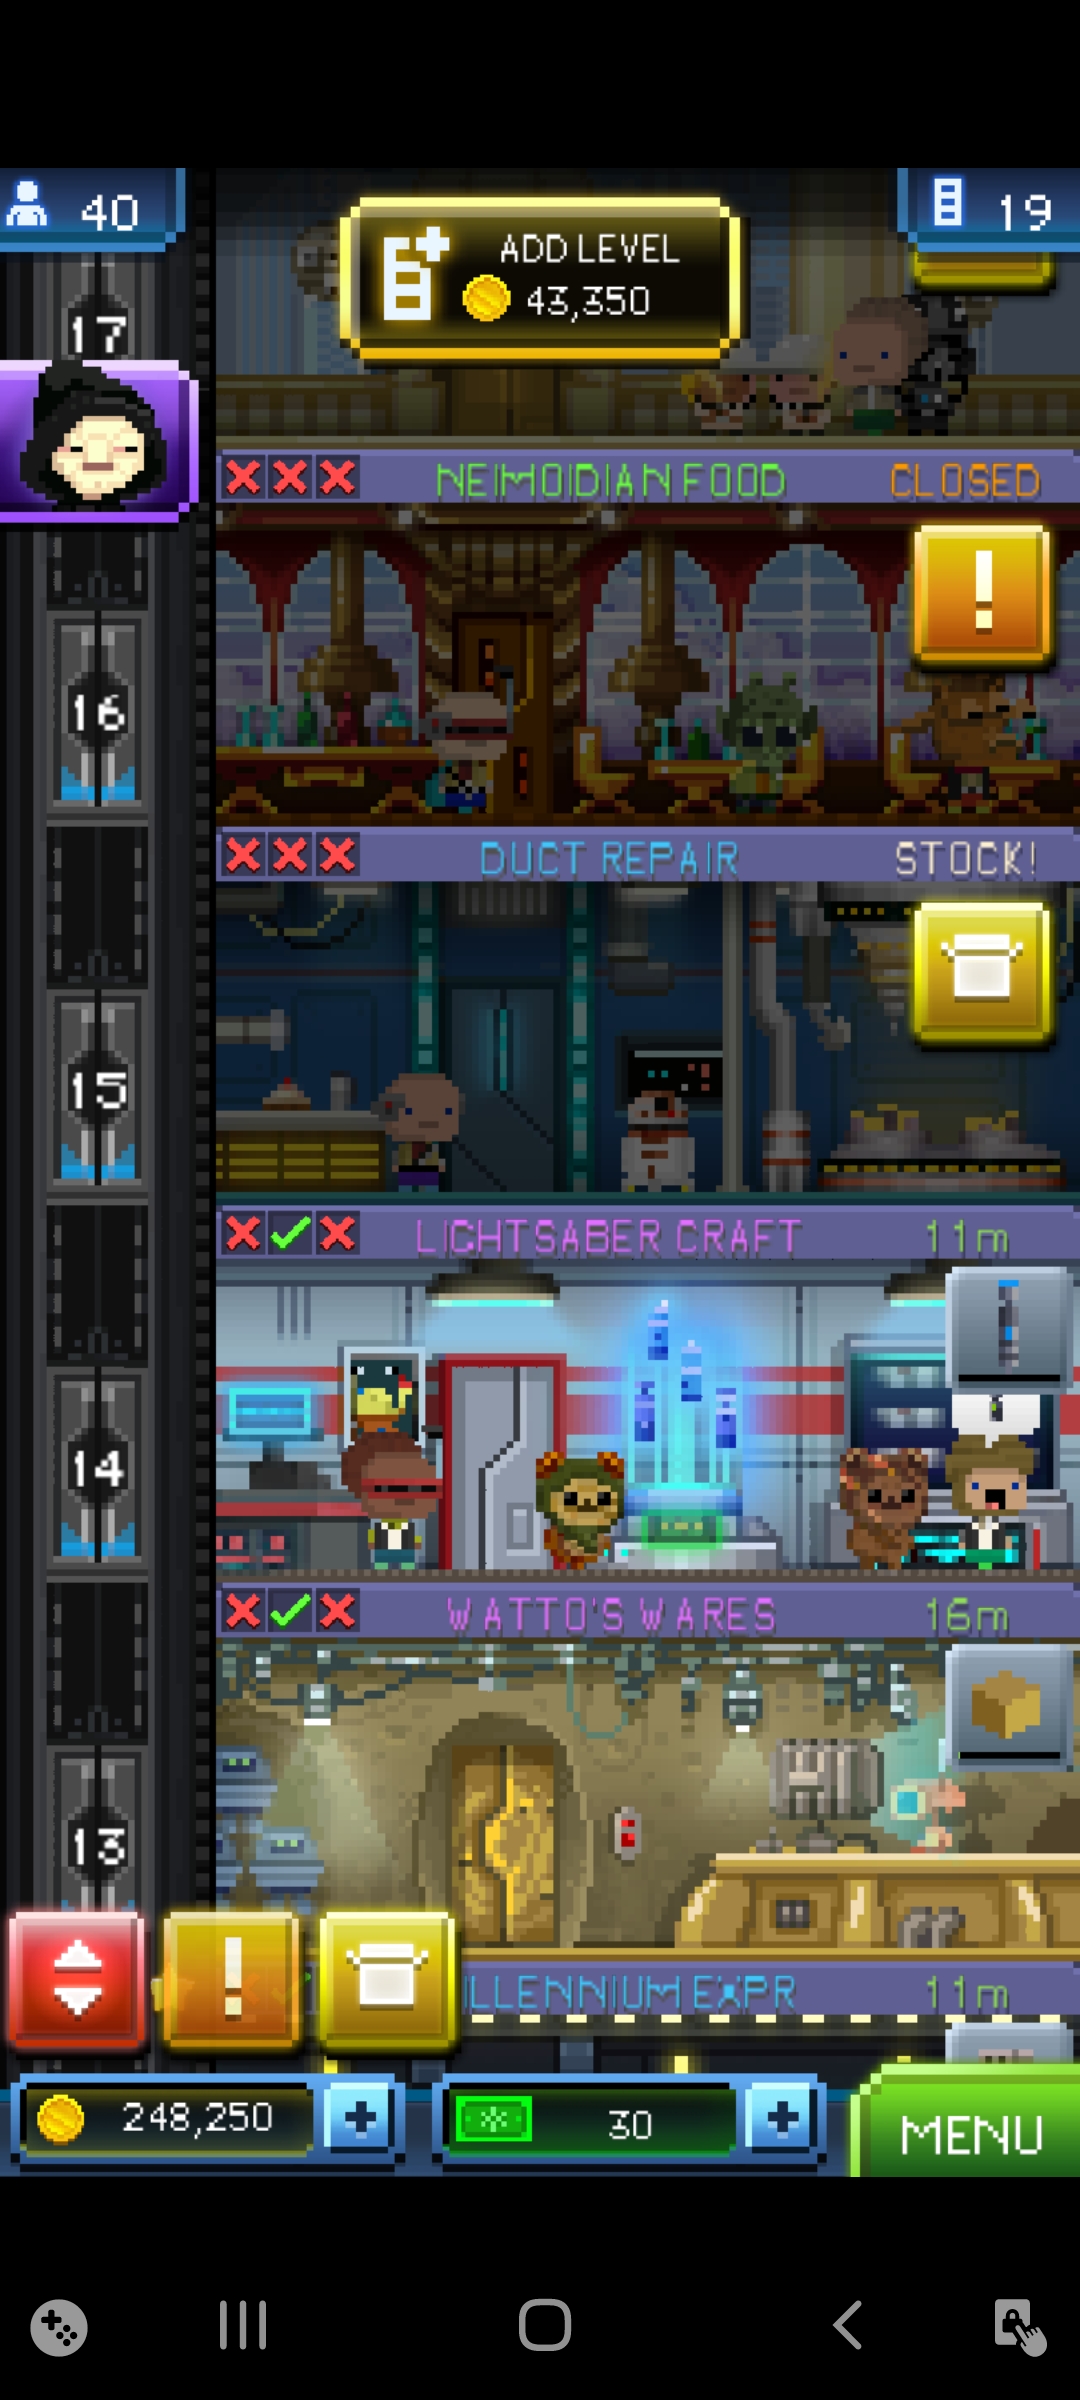 40
ADD LEVEL
43,350
19
17
NEIMOIDIAN FOOD CLOSED
!
16
DUCT REPAIR STOCK!
15
LIGHTSABER CRAFT 11m
14
WATTO'S WARES 16m
13
!
ILLENNIUM EXPR 11m
248,250 + 30 + MENU